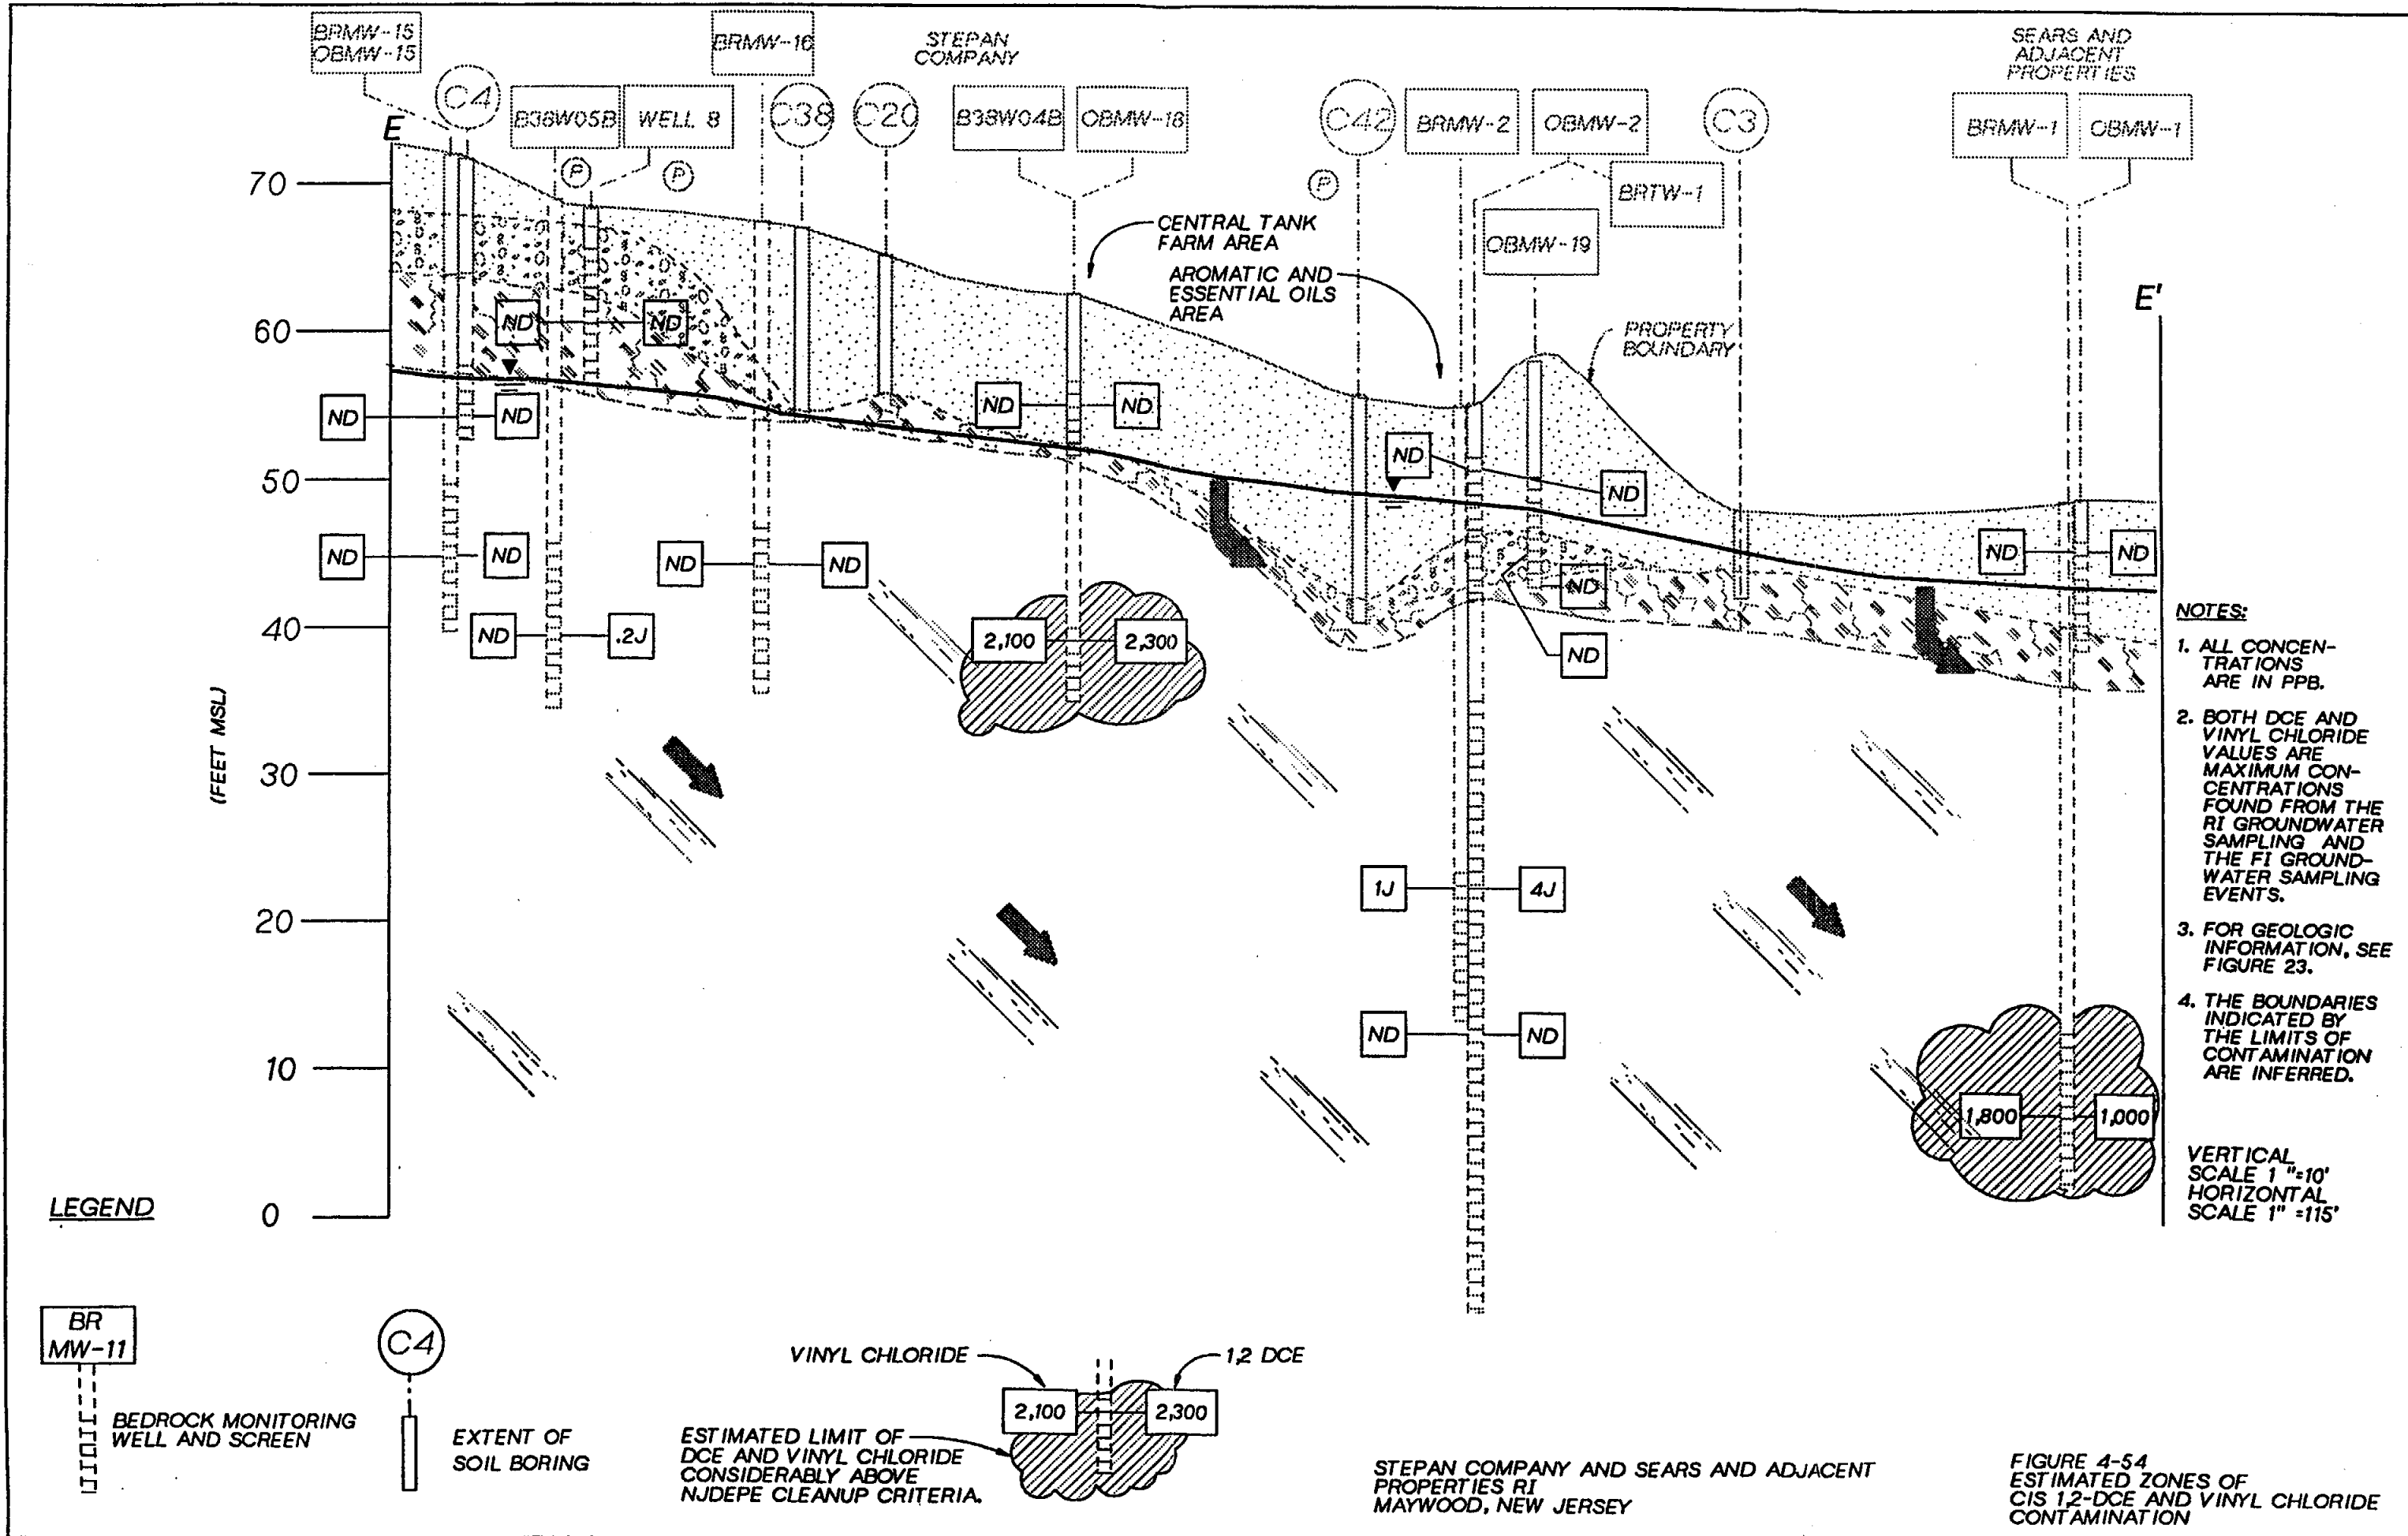 BRMW-15
OBMW-15
C4
B38W05B
WELL 8
BRMW-16
C38
C20
STEPAN
COMPANY
B38W04B
OBMW-18
C42
BRMW-2
OBMW-2
BRTW-1
OBMW-19
C3
SEARS AND
ADJACENT
PROPERTIES
BRMW-1
OBMW-1
E
E'
P
P
P
CENTRAL TANK
FARM AREA
AROMATIC AND
ESSENTIAL OILS
AREA
PROPERTY
BOUNDARY
70
60
50
40
30
20
10
0
(FEET MSL)
ND
ND
ND
ND
ND
ND
ND
.2J
ND
ND
ND
ND
2,100
2,300
ND
ND
ND
ND
1J
4J
ND
ND
ND
ND
1,800
1,000
NOTES:
1. ALL CONCEN-
TRATIONS
ARE IN PPB.
2. BOTH DCE AND
VINYL CHLORIDE
VALUES ARE
MAXIMUM CON-
CENTRATIONS
FOUND FROM THE
RI GROUNDWATER
SAMPLING AND
THE FI GROUND-
WATER SAMPLING
EVENTS.
3. FOR GEOLOGIC
INFORMATION, SEE
FIGURE 23.
4. THE BOUNDARIES
INDICATED BY
THE LIMITS OF
CONTAMINATION
ARE INFERRED.
VERTICAL
SCALE 1 "=10'
HORIZONTAL
SCALE 1" =115'
LEGEND
BR
MW-11
BEDROCK MONITORING
WELL AND SCREEN
C4
EXTENT OF
SOIL BORING
VINYL CHLORIDE
1,2 DCE
2,100
2,300
ESTIMATED LIMIT OF
DCE AND VINYL CHLORIDE
CONSIDERABLY ABOVE
NJDEPE CLEANUP CRITERIA.
STEPAN COMPANY AND SEARS AND ADJACENT
PROPERTIES RI
MAYWOOD, NEW JERSEY
FIGURE 4-54
ESTIMATED ZONES OF
CIS 1,2-DCE AND VINYL CHLORIDE
CONTAMINATION